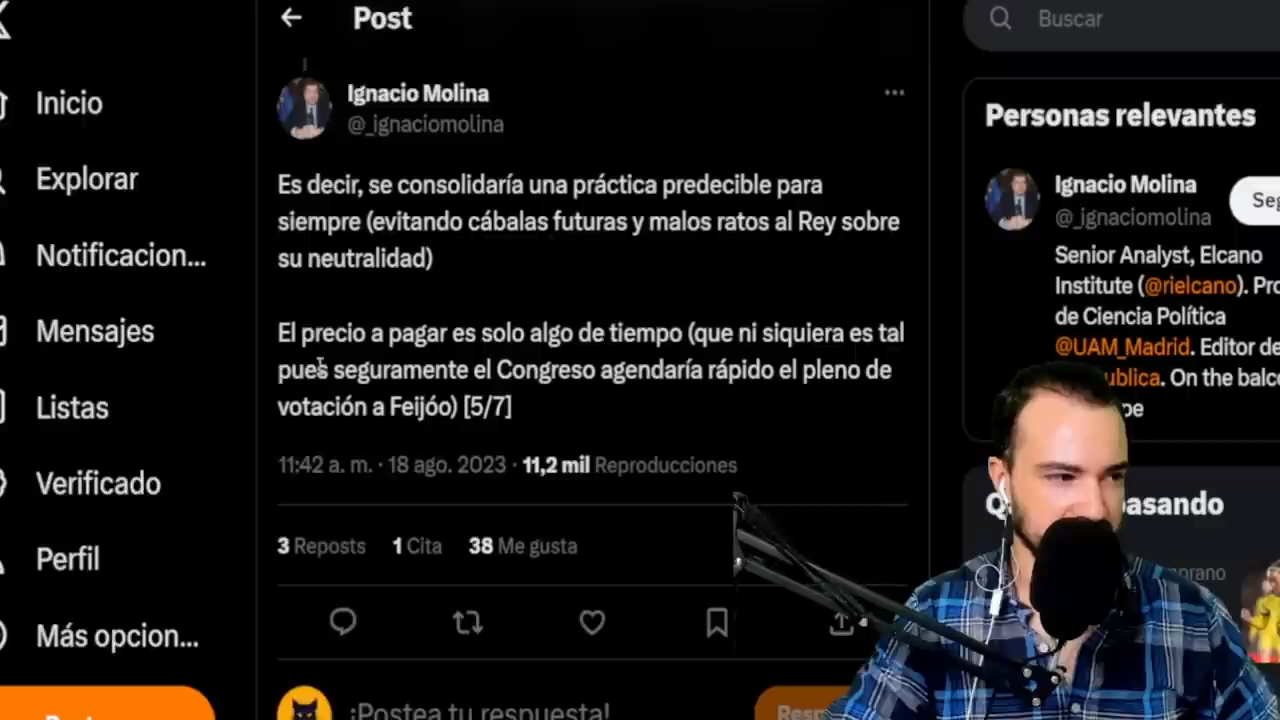 Post
Buscar
Inicio
Explorar
Notificacion...
Mensajes
Listas
Verificado
Perfil
Más opcion...
Ignacio Molina
@_ignaciomolina
Es decir, se consolidaría una práctica predecible para
siempre (evitando cábalas futuras y malos ratos al Rey sobre
su neutralidad)
El precio a pagar es solo algo de tiempo (que ni siquiera es tal
pues seguramente el Congreso agendaría rápido el pleno de
votación a Feijóo) [5/7]
11:42 a. m. · 18 ago. 2023 · 11,2 mil Reproducciones
3 Reposts 1 Cita 38 Me gusta
¡Postea tu respuesta!
Personas relevantes
Ignacio Molina
@_ignaciomolina
Senior Analyst, Elcano
Institute (@rielcano).
de Ciencia Política
@UAM_Madrid. Editor de
On the